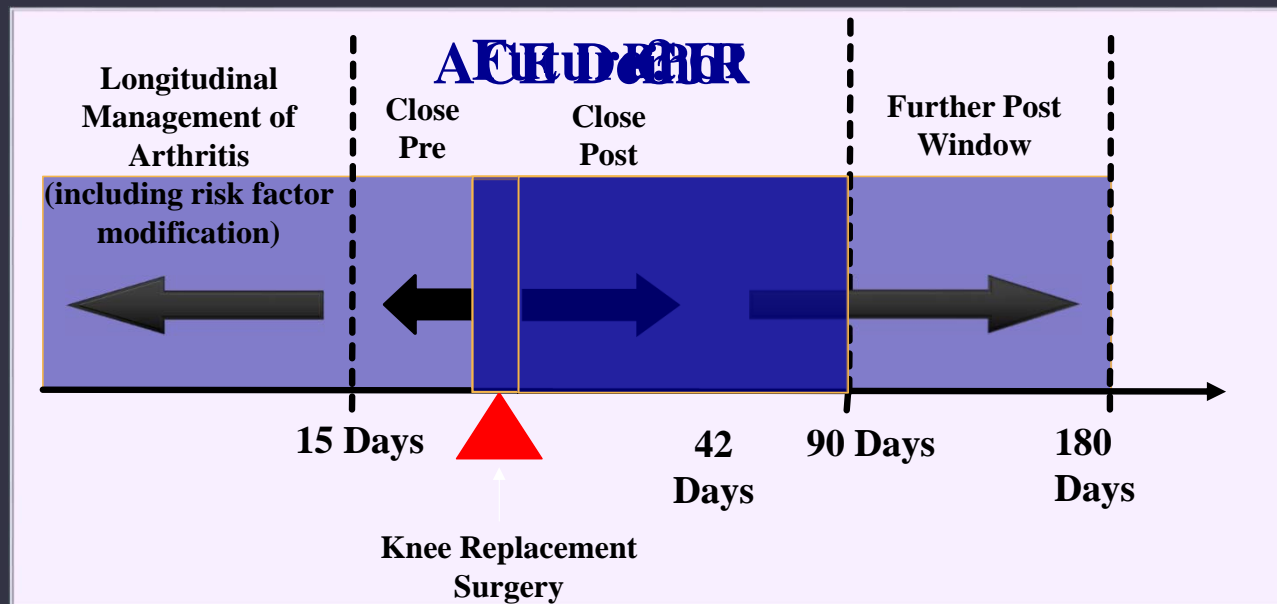 Longitudinal
Management of
Arthritis
(including risk factor
modification)
Close
Pre
Close
Post
Further Post
Window
15 Days
42
Days
90 Days
180
Days
Knee Replacement
Surgery